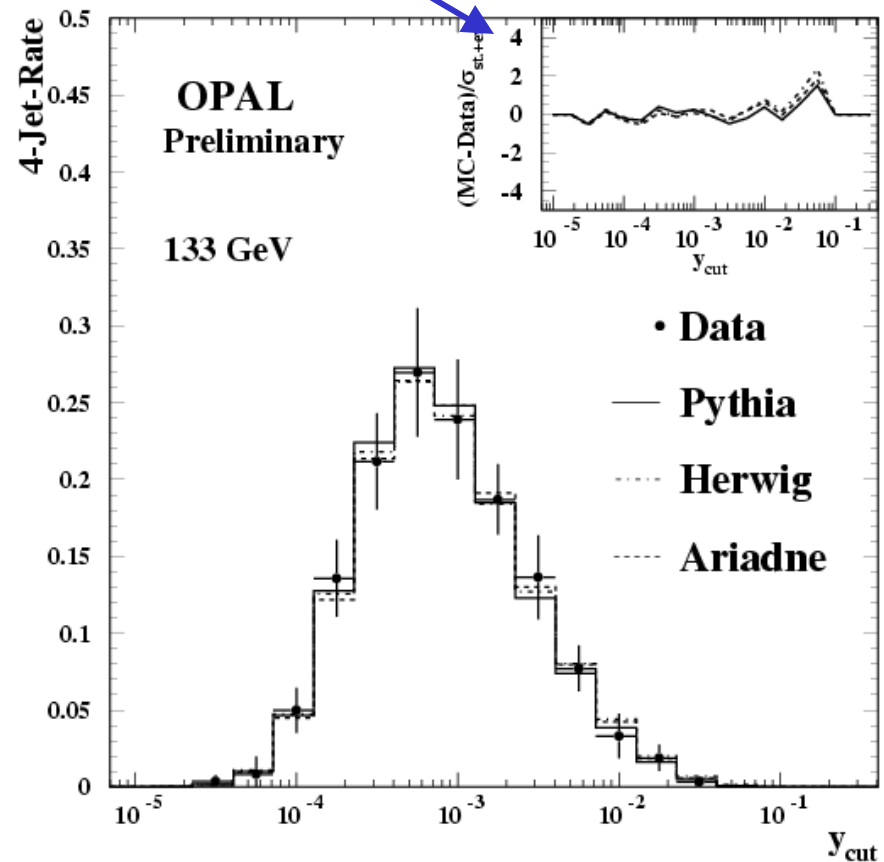 4-Jet-Rate
0.5
0.45
0.4
0.35
0.3
0.25
0.2
0.15
0.1
0.05
0
OPAL
Preliminary
133 GeV
(MC-Data)/σst.+e
4
2
0
-2
-4
10 -5 10 -4 10 -3 10 -2 10 -1
ycut
Data
Pythia
Herwig
Ariadne
10 -5 10 -4 10 -3 10 -2 10 -1
ycut